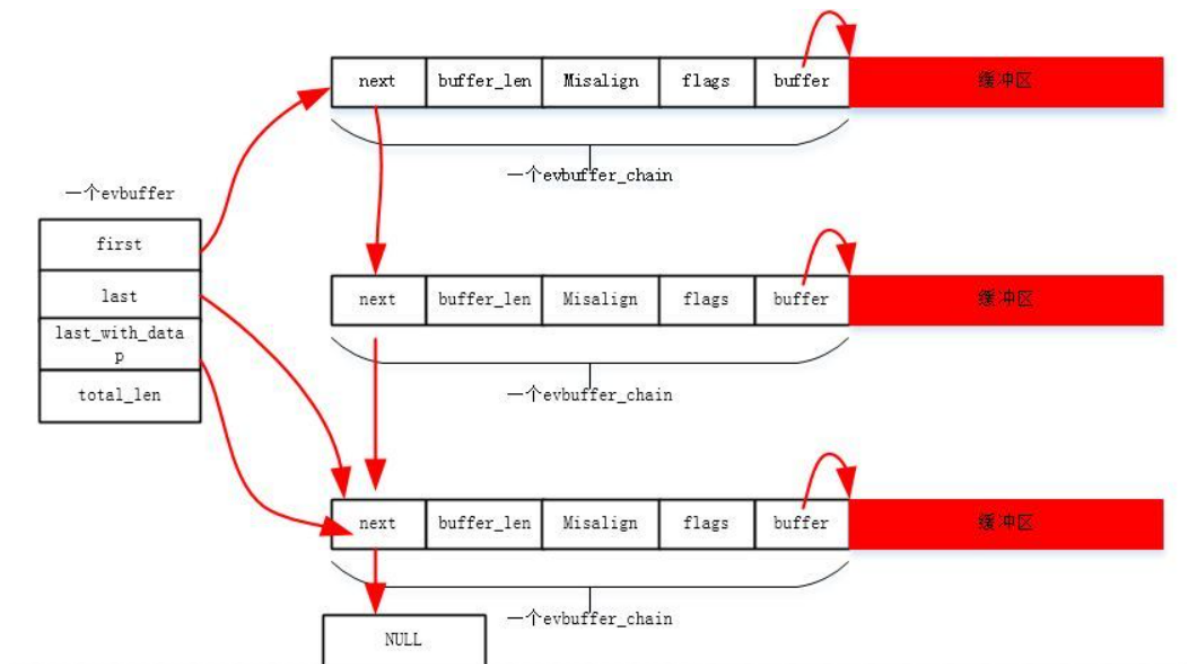 next buffer_len Misalign flags buffer 缓冲区
一个evbuffer_chain
一个evbuffer
first
last
last_with_data
p
total_len
next buffer_len Misalign flags buffer 缓冲区
一个evbuffer_chain
next buffer_len Misalign flags buffer 缓冲区
一个evbuffer_chain
NULL